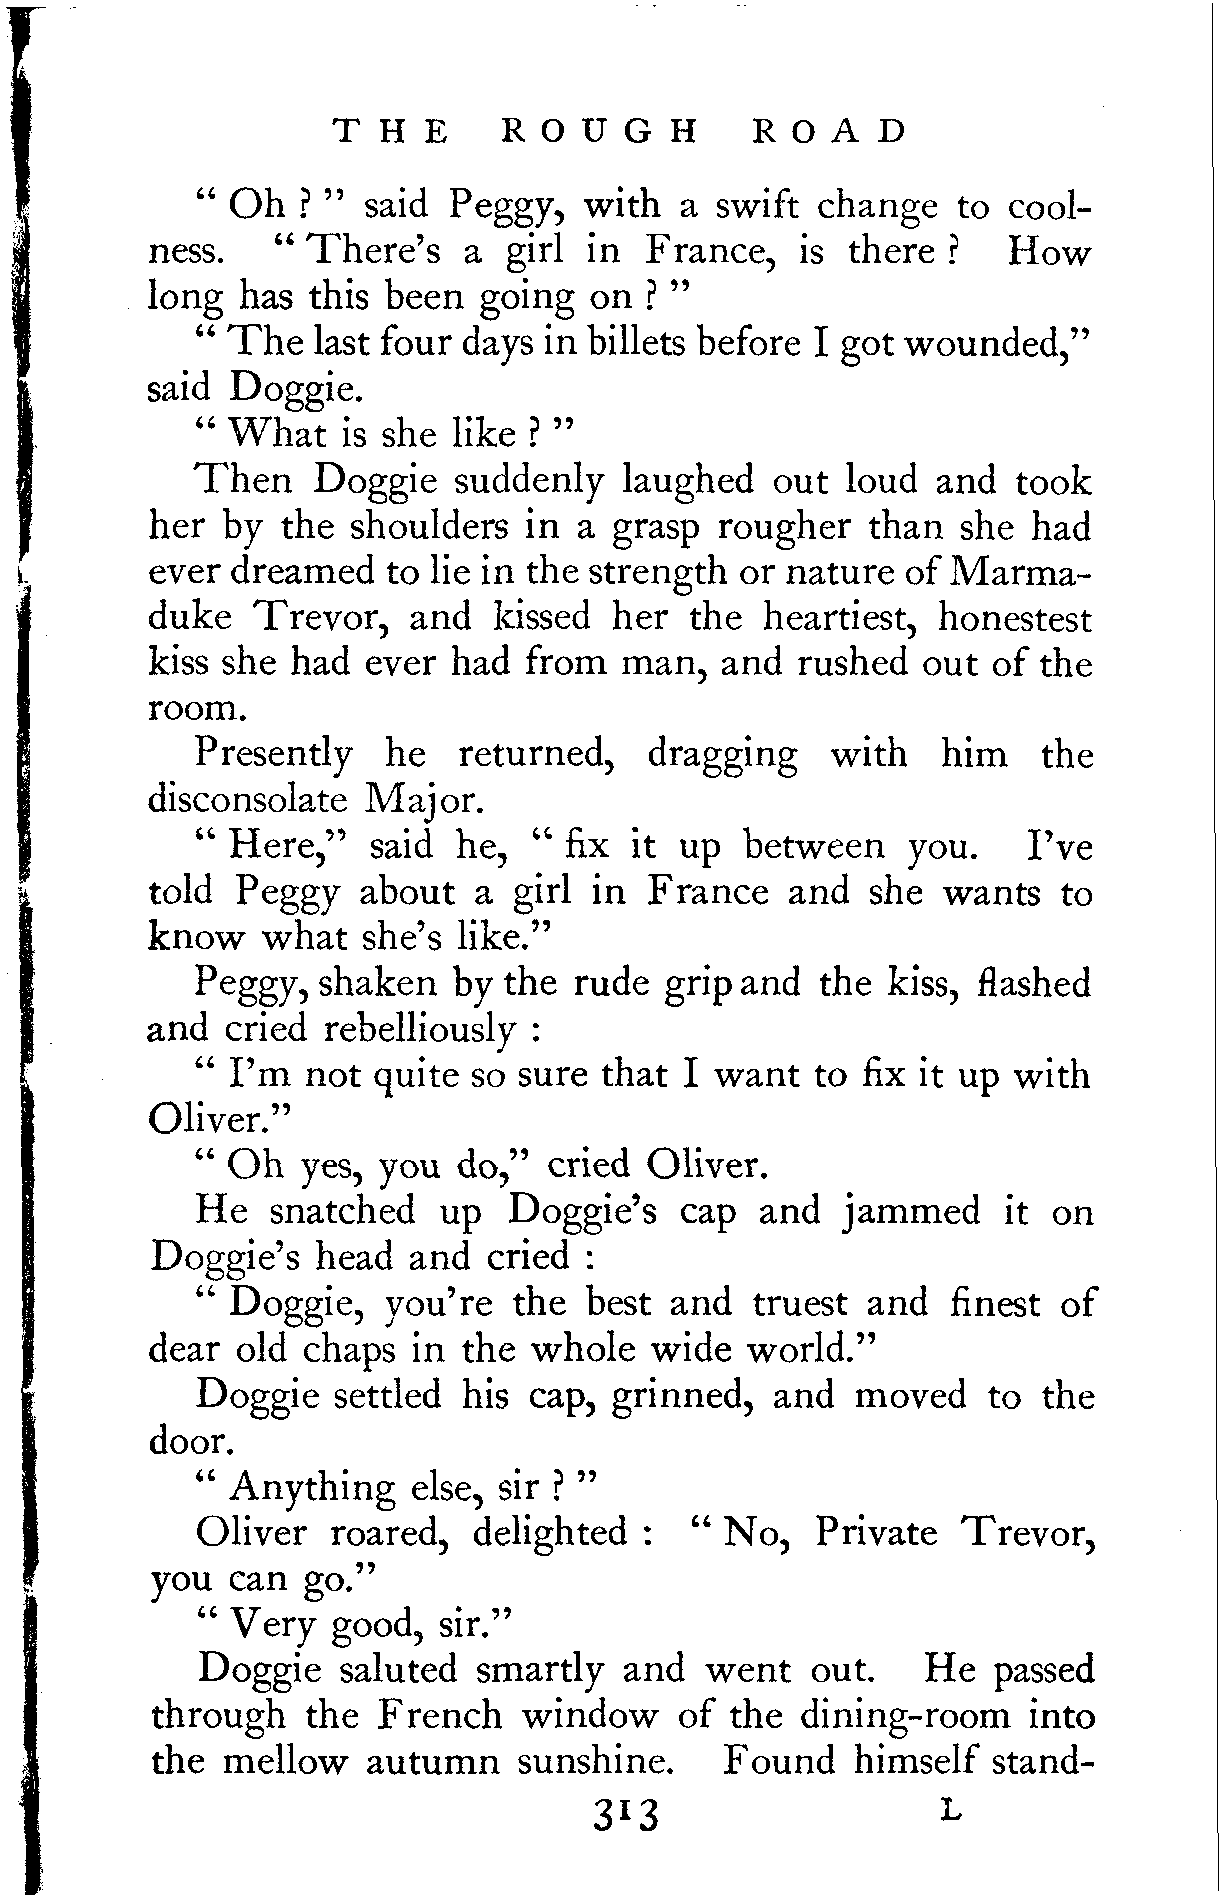 THE ROUGH ROAD
“ Oh ? ” said Peggy, with a swift change to cool-
ness. “ There’s a girl in France, is there ? How
long has this been going on ? ”
“ The last four days in billets before I got wounded,”
said Doggie.
“ What is she like ? ”
Then Doggie suddenly laughed out loud and took
her by the shoulders in a grasp rougher than she had
ever dreamed to lie in the strength or nature of Marma-
duke Trevor, and kissed her the heartiest, honestest
kiss she had ever had from man, and rushed out of the
room.
Presently he returned, dragging with him the
disconsolate Major.
“ Here,” said he, “ fix it up between you. I’ve
told Peggy about a girl in France and she wants to
know what she’s like.”
Peggy, shaken by the rude grip and the kiss, flashed
and cried rebelliously :
“ I’m not quite so sure that I want to fix it up with
Oliver.”
“ Oh yes, you do,” cried Oliver.
He snatched up Doggie’s cap and jammed it on
Doggie’s head and cried :
“ Doggie, you’re the best and truest and finest of
dear old chaps in the whole wide world.”
Doggie settled his cap, grinned, and moved to the
door.
“ Anything else, sir ? ”
Oliver roared, delighted : “ No, Private Trevor,
you can go.”
“ Very good, sir.”
Doggie saluted smartly and went out. He passed
through the French window of the dining-room into
the mellow autumn sunshine. Found himself stand-
313 L